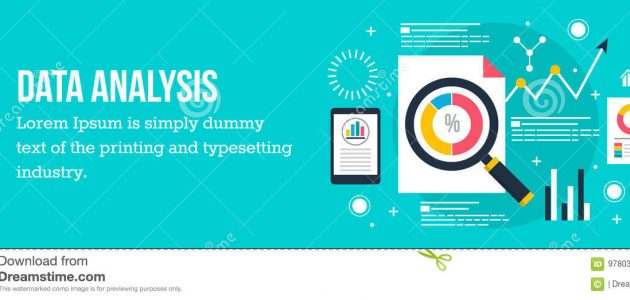 DATA ANALYSIS
Lorem Ipsum is simply dummy
text of the printing and typesetting
industry.
%
Download from
Dreamstime.com
This watermarked comp image is for previewing purposes only.
ID 97803
| Drea